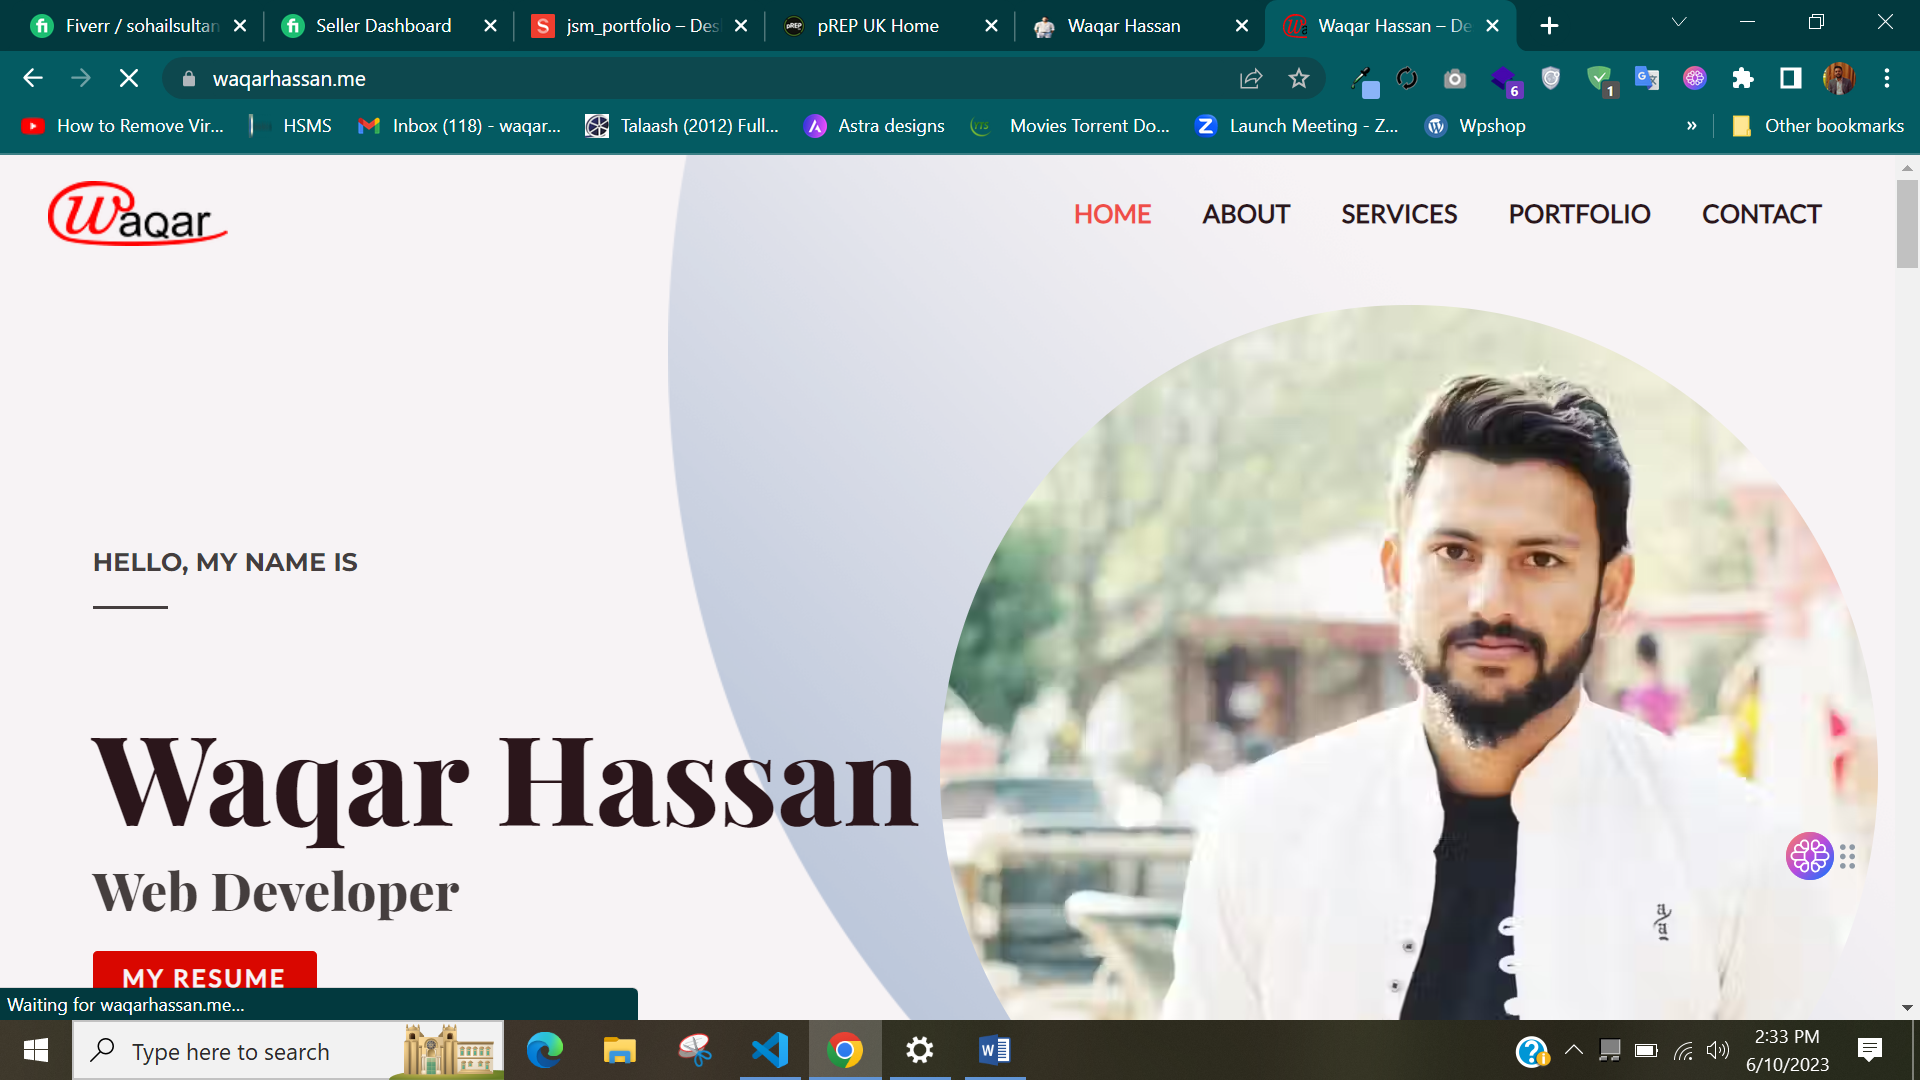 Fiverr / sohailsultan
Seller Dashboard
jsm_portfolio – Des
pREP UK Home
Waqar Hassan
Waqar Hassan – De
waqarhassan.me
6
1
How to Remove Vir...
HSMS
Inbox (118) - waqar...
Talaash (2012) Full...
Astra designs
Movies Torrent Do...
Launch Meeting - Z...
Wpshop
»
Other bookmarks
Waqar
HOME
ABOUT
SERVICES
PORTFOLIO
CONTACT
HELLO, MY NAME IS
Waqar Hassan
Web Developer
MY RESUME
Waiting for waqarhassan.me...
Type here to search
2:33 PM
6/10/2023